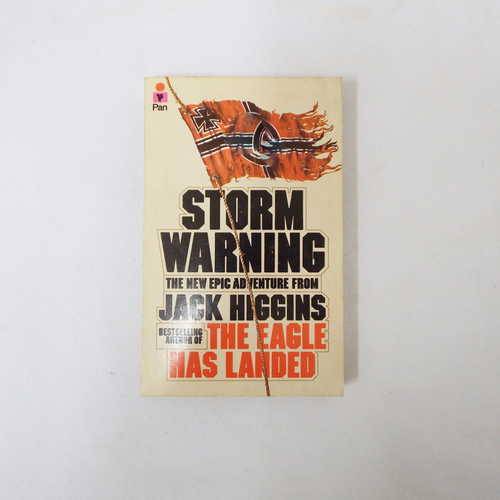 Pan
STORM
WARNING
THE NEW EPIC ADVENTURE FROM
JACK HIGGINS
BESTSELLING
AUTHOR OF
THE EAGLE
HAS LANDED